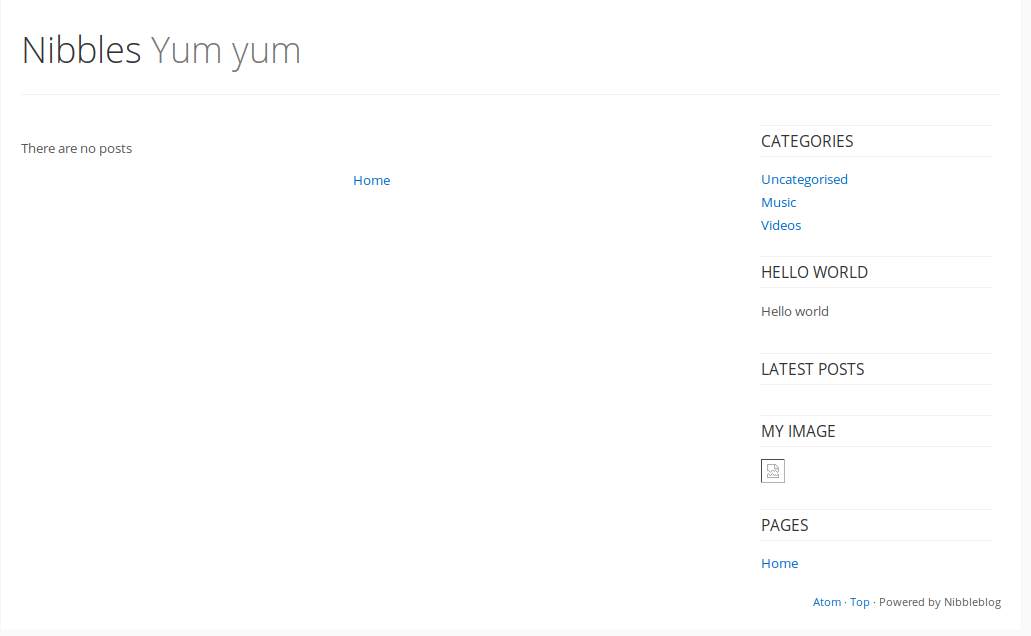 Nibbles Yum yum
There are no posts
Home
CATEGORIES
Uncategorised
Music
Videos
HELLO WORLD
Hello world
LATEST POSTS
MY IMAGE
PAGES
Home
Atom · Top · Powered by Nibbleblog